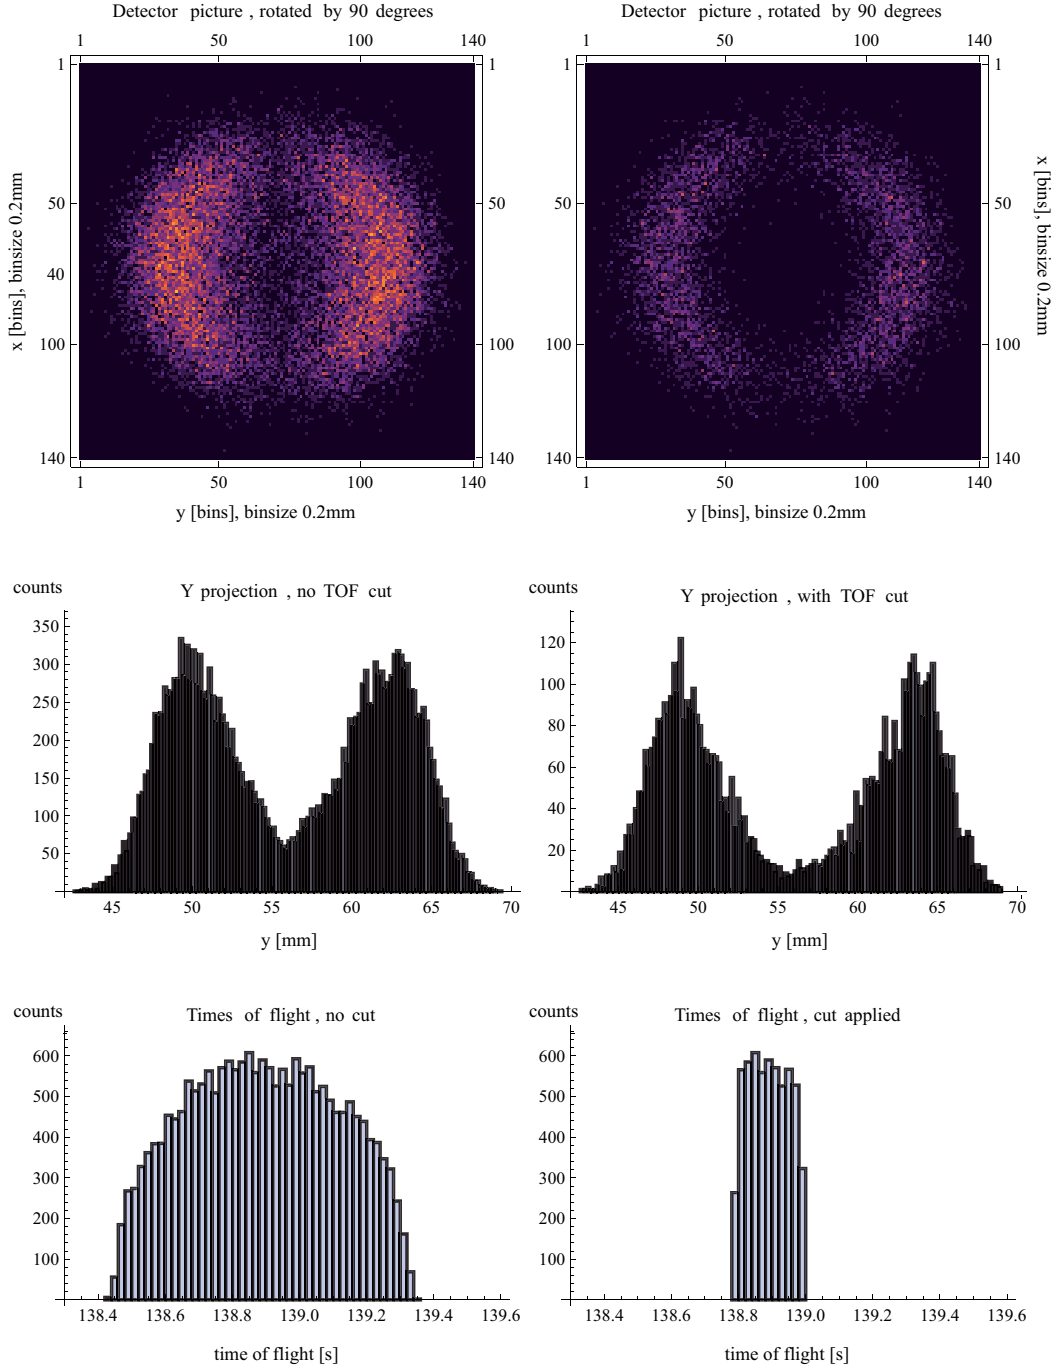 Detector picture , rotated by 90 degrees
1 50 100 140
1 1
50 50
40
100 100
140 140
1 50 100 140
x [bins], binsize 0.2mm
y [bins], binsize 0.2mm
Detector picture , rotated by 90 degrees
1 50 100 140
1 1
50 50
40 40
100 100
140 140
1 50 100 140
x [bins], binsize 0.2mm
y [bins], binsize 0.2mm
counts
Y projection , no TOF cut
350
300
250
200
150
100
50
45 50 55 60 65 70
y [mm]
counts
Y projection , with TOF cut
120
100
80
60
40
20
45 50 55 60 65 70
y [mm]
counts
Times of flight , no cut
600
500
400
300
200
100
138.4 138.6 138.8 139.0 139.2 139.4 139.6
time of flight [s]
counts
Times of flight , cut applied
600
500
400
300
200
100
138.4 138.6 138.8 139.0 139.2 139.4 139.6
time of flight [s]